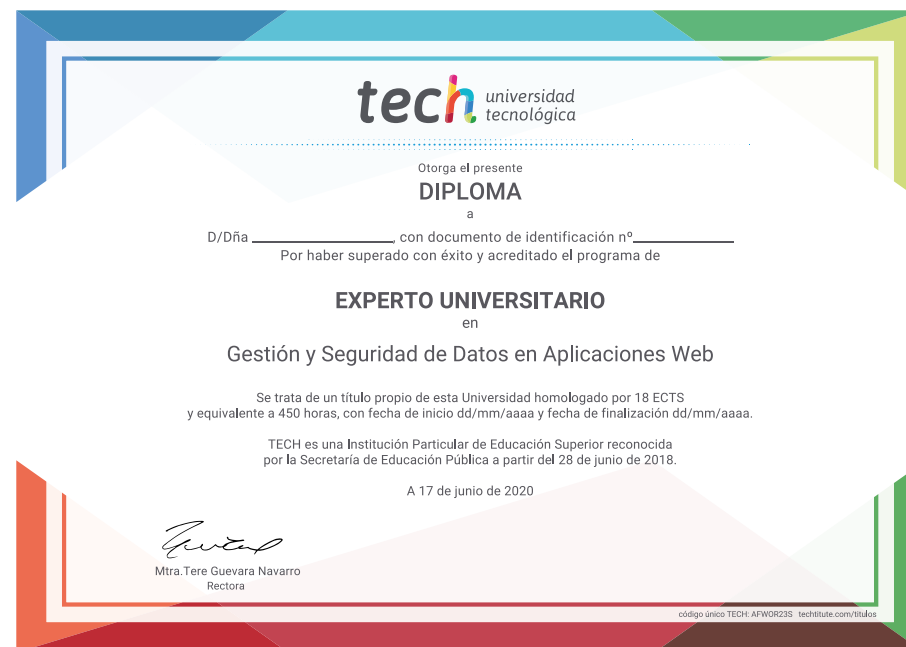 tech universidad
tecnológica
Otorga el presente
DIPLOMA
a
D/Dña ____________________, con documento de identificación nº______________
Por haber superado con éxito y acreditado el programa de
EXPERTO UNIVERSITARIO
en
Gestión y Seguridad de Datos en Aplicaciones Web
Se trata de un título propio de esta Universidad homologado por 18 ECTS
y equivalente a 450 horas, con fecha de inicio dd/mm/aaaa y fecha de finalización dd/mm/aaaa.
TECH es una Institución Particular de Educación Superior reconocida
por la Secretaría de Educación Pública a partir del 28 de junio de 2018.
A 17 de junio de 2020
Mtra.Tere Guevara Navarro
Rectora
código único TECH: AFWOR23S techtitute.com/titulos